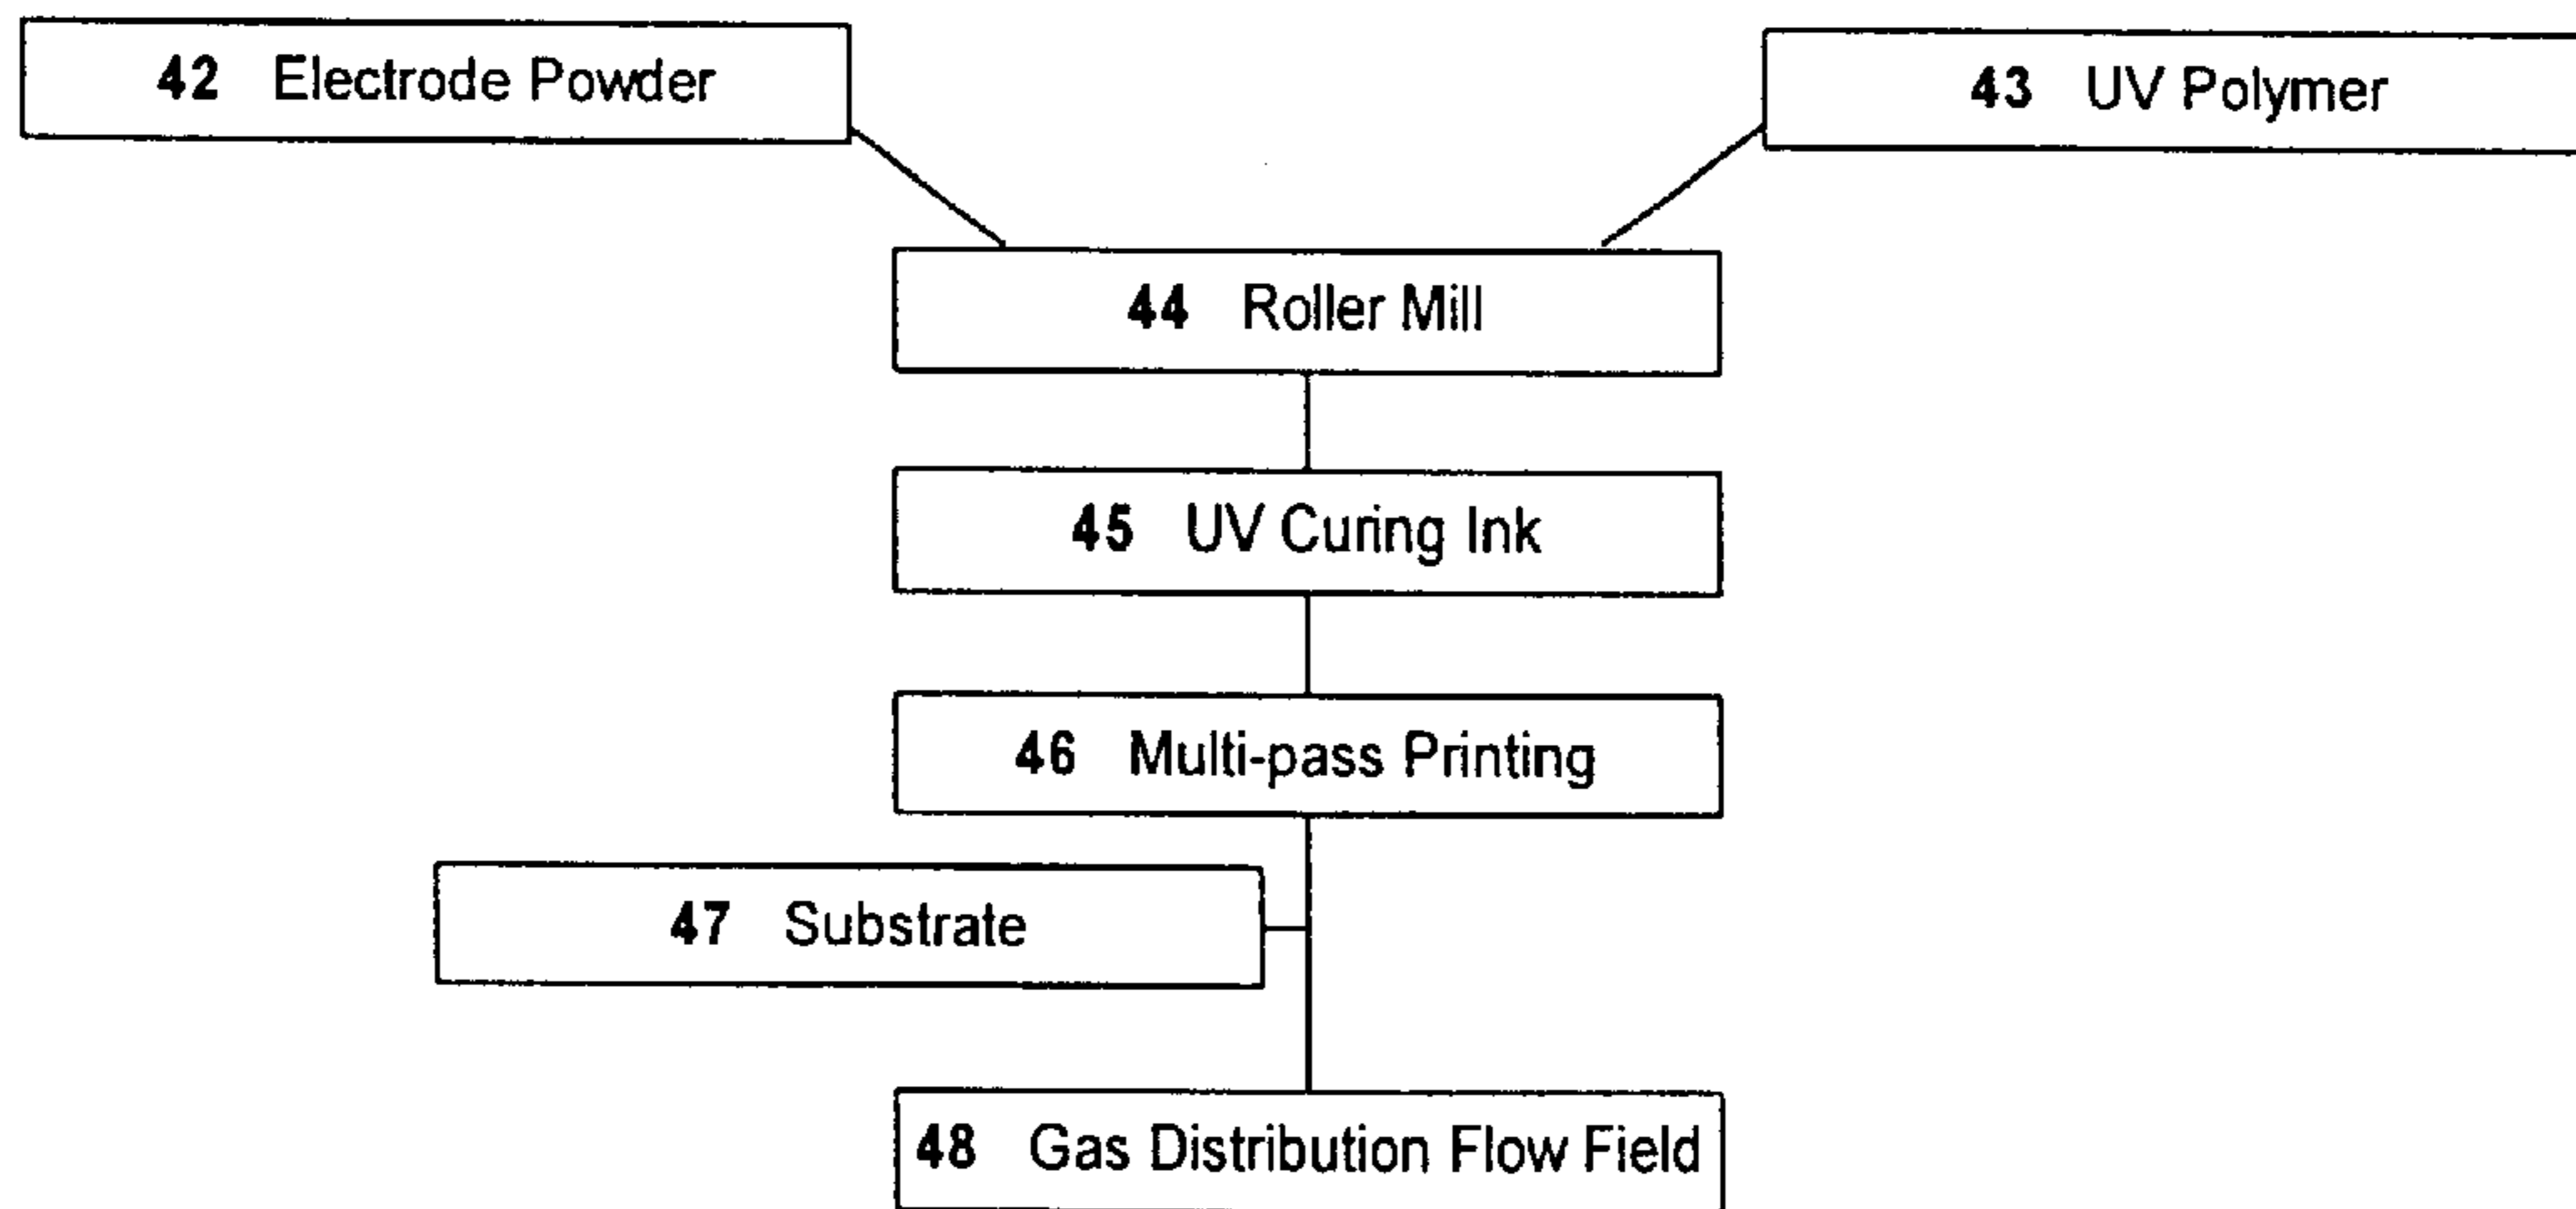 42 Electrode Powder
43 UV Polymer
44 Roller Mill
45 UV Curing Ink
46 Multi-pass Printing
47 Substrate
48 Gas Distribution Flow Field